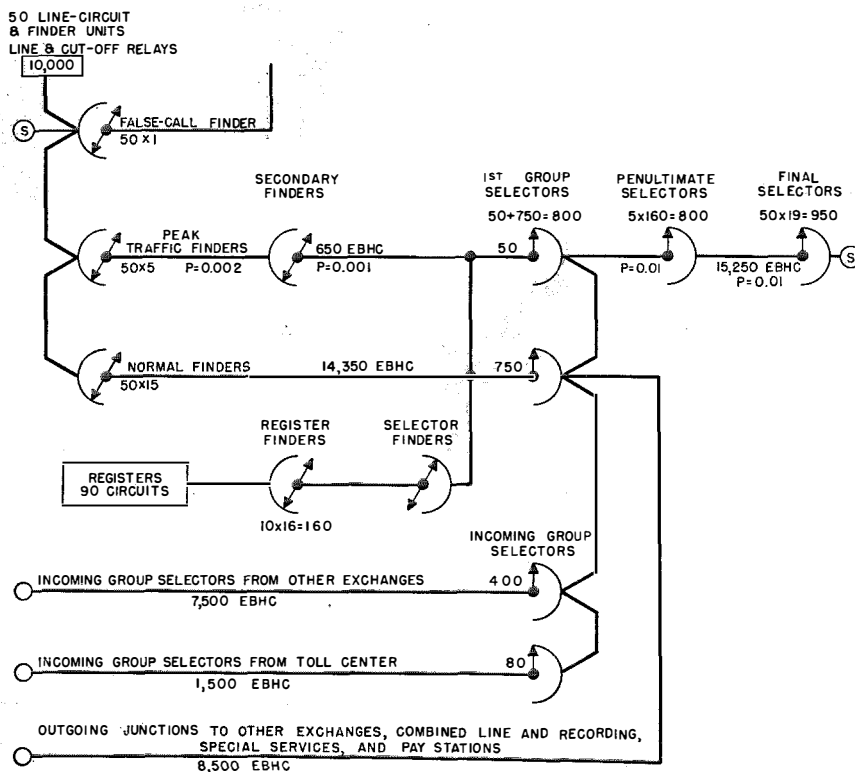 50 LINE-CIRCUIT
& FINDER UNITS
LINE & CUT-OFF RELAYS
10,000
S
FALSE-CALL FINDER
50×1
SECONDARY
FINDERS
1ST GROUP
SELECTORS
50+750=800
PENULTIMATE
SELECTORS
5×160=800
FINAL
SELECTORS
50×19=950
PEAK
TRAFFIC FINDERS
50×5 P=0.002
650 EBHC
P=0.001
50
P=0.01
15,250 EBHC
P=0.01
S
NORMAL FINDERS
50×15
14,350 EBHC
750
REGISTER
FINDERS
SELECTOR
FINDERS
REGISTERS
90 CIRCUITS
10×16=160
INCOMING GROUP
SELECTORS
INCOMING GROUP SELECTORS FROM OTHER EXCHANGES
400
7,500 EBHC
INCOMING GROUP SELECTORS FROM TOLL CENTER
80
1,500 EBHC
OUTGOING JUNCTIONS TO OTHER EXCHANGES, COMBINED LINE AND RECORDING,
SPECIAL SERVICES, AND PAY STATIONS
8,500 EBHC